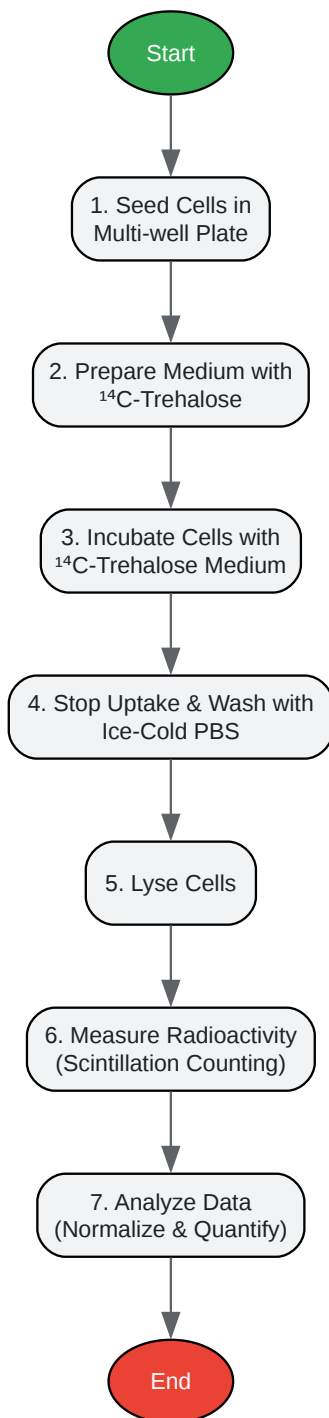 Start
1. Seed Cells in
Multi-well Plate
2. Prepare Medium with
¹⁴C-Trehalose
3. Incubate Cells with
¹⁴C-Trehalose Medium
4. Stop Uptake & Wash with
Ice-Cold PBS
5. Lyse Cells
6. Measure Radioactivity
(Scintillation Counting)
7. Analyze Data
(Normalize & Quantify)
End